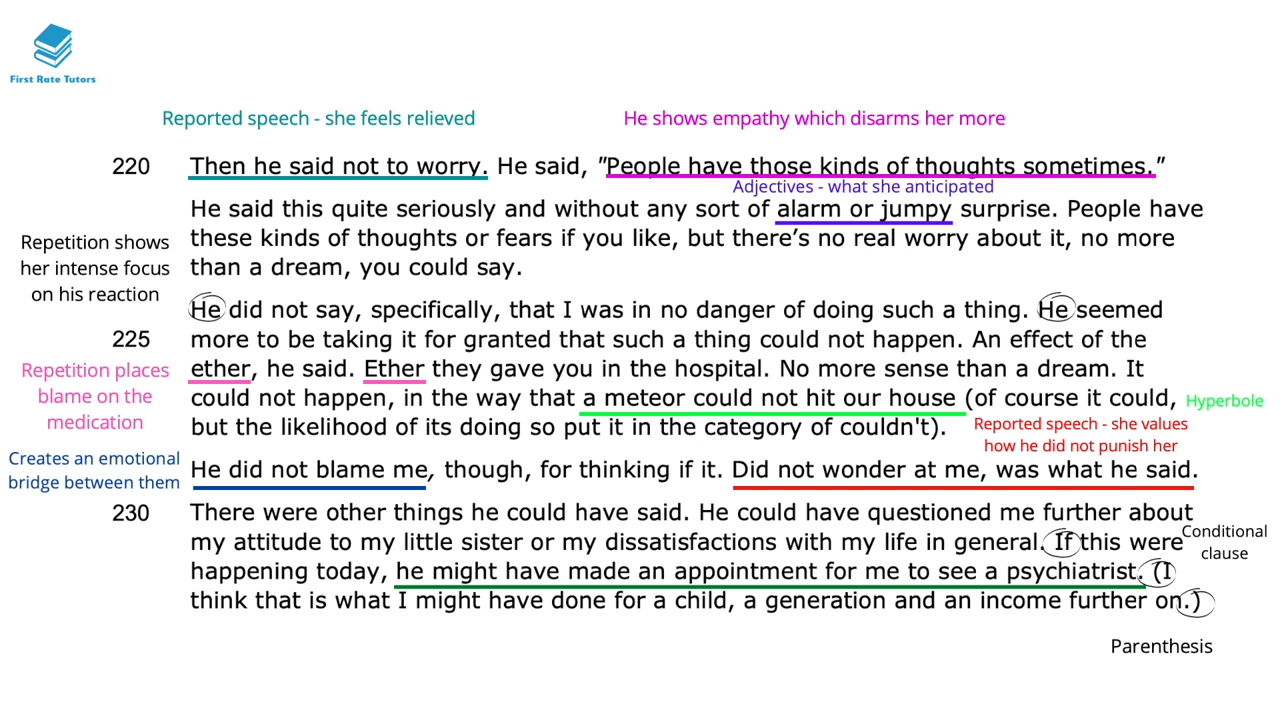 First Rate Tutors
Reported speech - she feels relieved
He shows empathy which disarms her more
220 Then he said not to worry. He said, "People have those kinds of thoughts sometimes."
Adjectives - what she anticipated
He said this quite seriously and without any sort of alarm or jumpy surprise. People have
these kinds of thoughts or fears if you like, but there's no real worry about it, no more
than a dream, you could say.
Repetition shows
her intense focus
on his reaction
He did not say, specifically, that I was in no danger of doing such a thing. He seemed
225 more to be taking it for granted that such a thing could not happen. An effect of the
ether, he said. Ether they gave you in the hospital. No more sense than a dream. It
could not happen, in the way that a meteor could not hit our house (of course it could,
but the likelihood of its doing so put it in the category of couldn't).
Repetition places
blame on the
medication
Hyperbole
Reported speech - she values
how he did not punish her
Creates an emotional
bridge between them
He did not blame me, though, for thinking if it. Did not wonder at me, was what he said.
230 There were other things he could have said. He could have questioned me further about
my attitude to my little sister or my dissatisfactions with my life in general. If this were
happening today, he might have made an appointment for me to see a psychiatrist. (I
think that is what I might have done for a child, a generation and an income further on.)
Conditional
clause
Parenthesis